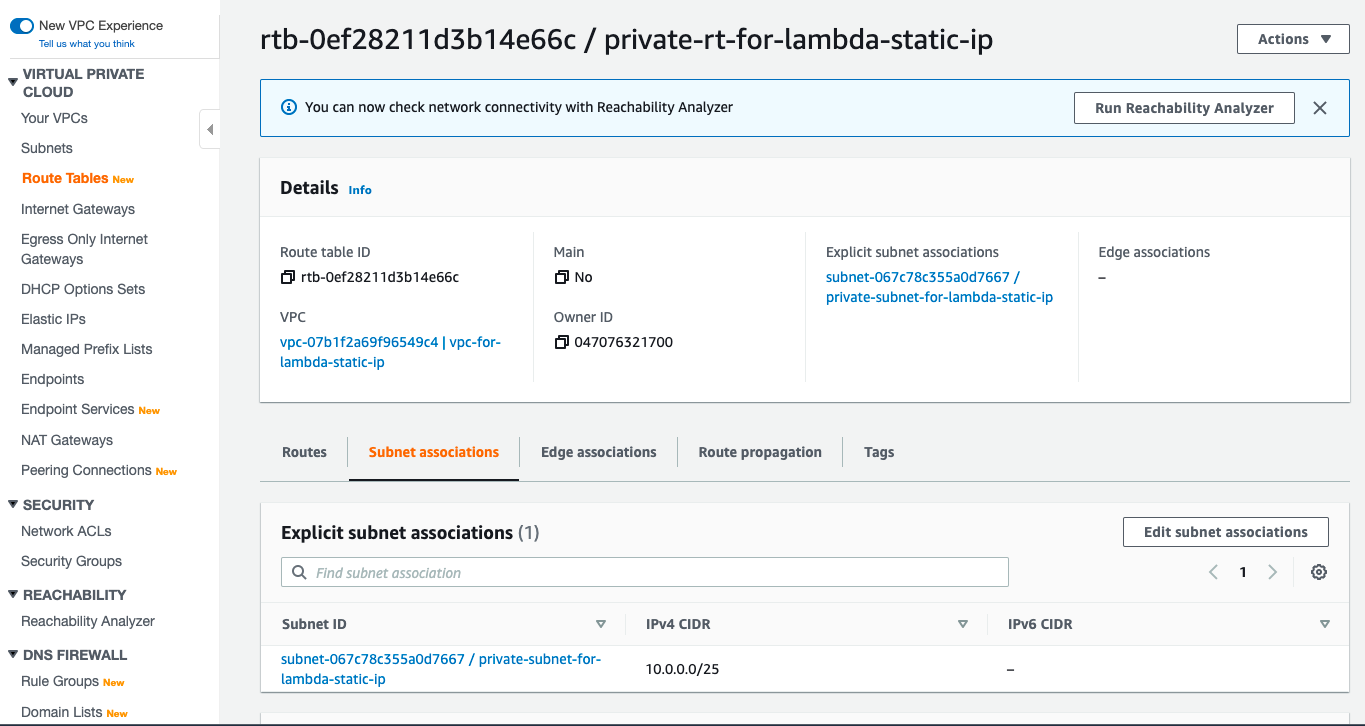 New VPC Experience
Tell us what you think
VIRTUAL PRIVATE
CLOUD
Your VPCs
Subnets
Route Tables New
Internet Gateways
Egress Only Internet
Gateways
DHCP Options Sets
Elastic IPs
Managed Prefix Lists
Endpoints
Endpoint Services New
NAT Gateways
Peering Connections New
SECURITY
Network ACLs
Security Groups
REACHABILITY
Reachability Analyzer
DNS FIREWALL
Rule Groups New
Domain Lists New
rtb-0ef28211d3b14e66c / private-rt-for-lambda-static-ip
Actions
You can now check network connectivity with Reachability Analyzer
Run Reachability Analyzer
Details Info
Route table ID
rtb-0ef28211d3b14e66c
VPC
vpc-07b1f2a69f96549c4 | vpc-for-
lambda-static-ip
Main
No
Owner ID
047076321700
Explicit subnet associations
subnet-067c78c355a0d7667 /
private-subnet-for-lambda-static-ip
Edge associations
–
Routes
Subnet associations
Edge associations
Route propagation
Tags
Explicit subnet associations (1)
Edit subnet associations
Find subnet association
1
Subnet ID
IPv4 CIDR
IPv6 CIDR
subnet-067c78c355a0d7667 / private-subnet-for-
lambda-static-ip
10.0.0.0/25
–